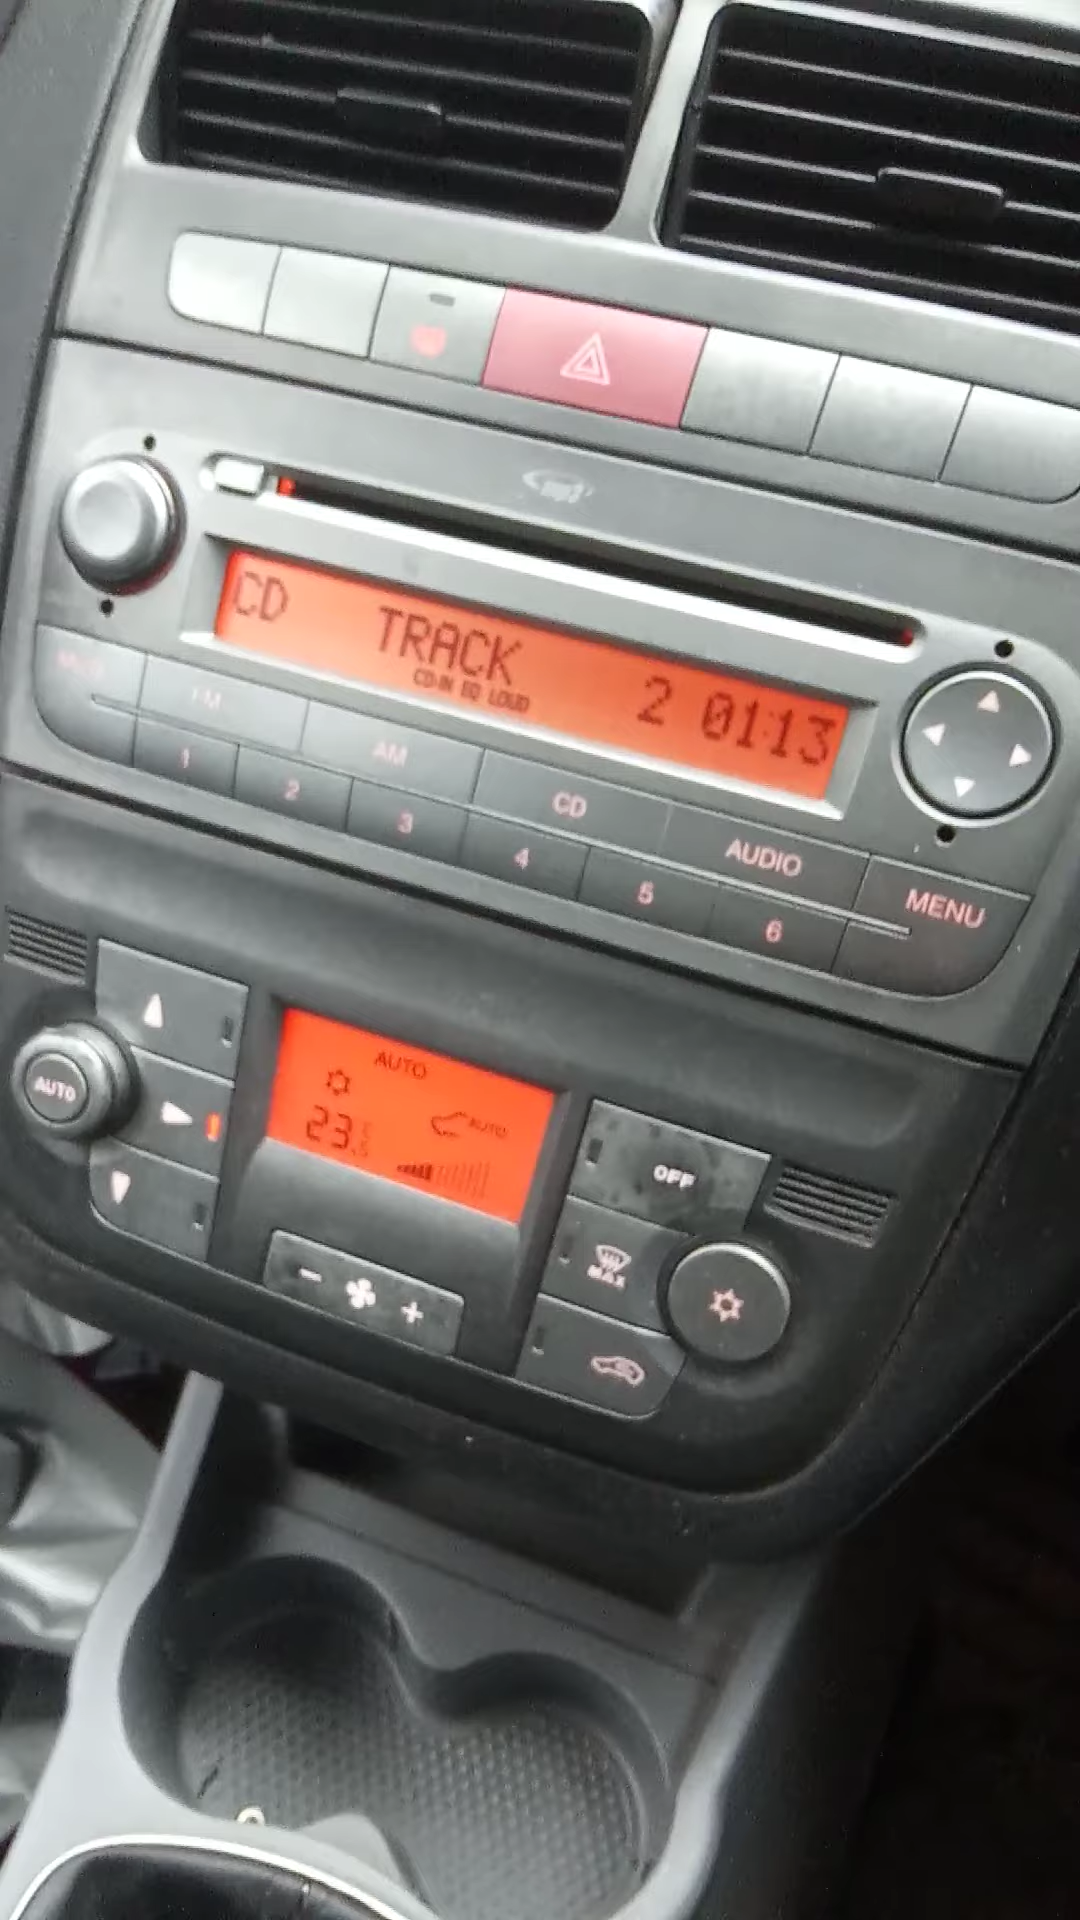 mp3
CD TRACK 2 01:13
CD-IN EQ LOUD
FM AM CD AUDIO MENU
1 2 3 4 5 6
AUTO
AUTO
23.5 AUTO
OFF
MAX
- +